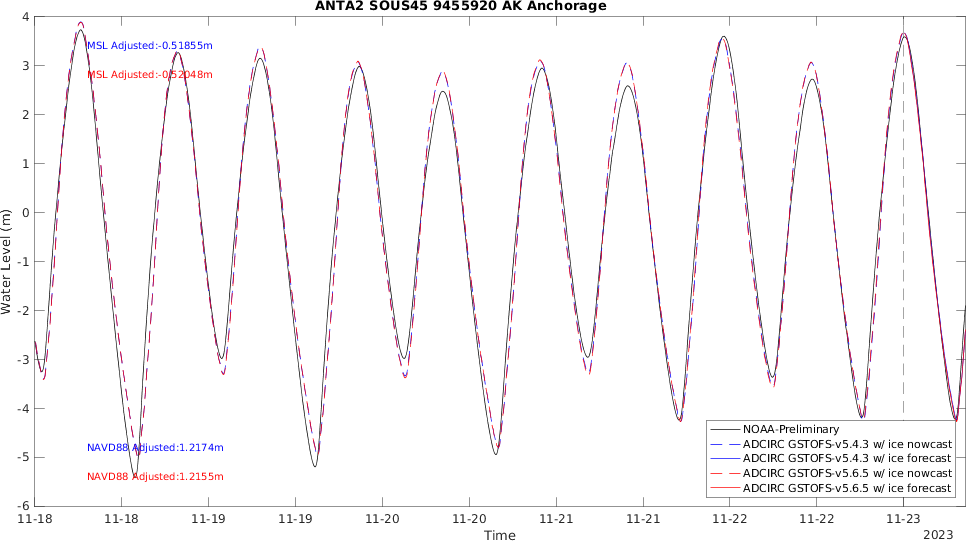 ANTA2 SOUS45 9455920 AK Anchorage
4
3
2
1
0
-1
-2
-3
-4
-5
-6
Water Level (m)
MSL Adjusted:-0.51855m
MSL Adjusted:-0.52048m
NAVD88 Adjusted:1.2174m
NAVD88 Adjusted:1.2155m
NOAA-Preliminary
ADCIRC GSTOFS-v5.4.3 w/ ice nowcast
ADCIRC GSTOFS-v5.4.3 w/ ice forecast
ADCIRC GSTOFS-v5.6.5 w/ ice nowcast
ADCIRC GSTOFS-v5.6.5 w/ ice forecast
11-18 11-18 11-19 11-19 11-20 11-20 11-21 11-21 11-22 11-22 11-23
Time
2023